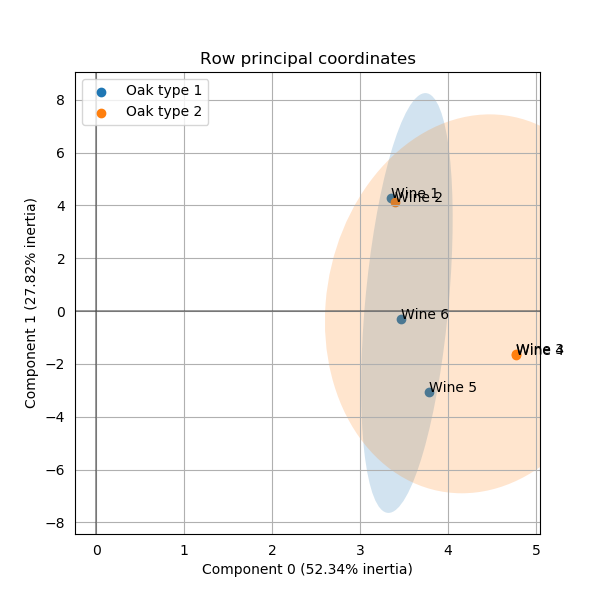 Row principal coordinates
Oak type 1
Oak type 2
8
6
4
2
0
−2
−4
−6
−8
Component 1 (27.82% inertia)
Wine 1
Wine 2
Wine 6
Wine 3
Wine 4
Wine 5
0
1
2
3
4
5
Component 0 (52.34% inertia)